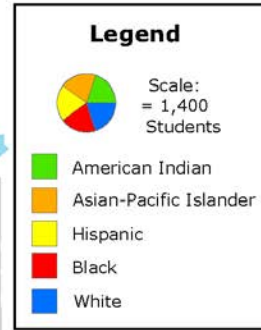 Legend
Scale:
= 1,400
Students
American Indian
Asian-Pacific Islander
Hispanic
Black
White